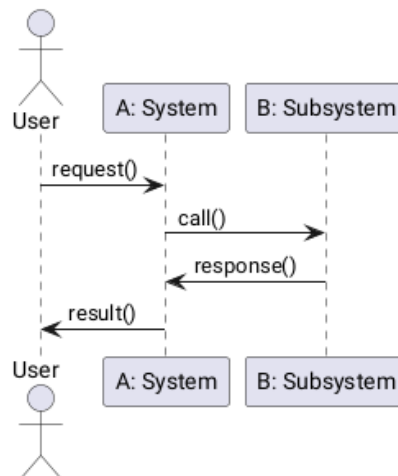 User
A: System
B: Subsystem
request()
call()
response()
result()
User
A: System
B: Subsystem